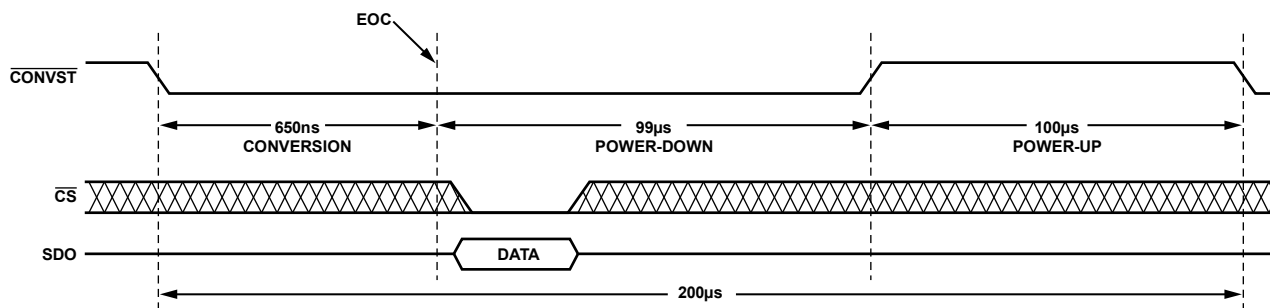 EOC
CONVST
650ns
CONVERSION
99µs
POWER-DOWN
100µs
POWER-UP
CS
SDO
DATA
200µs